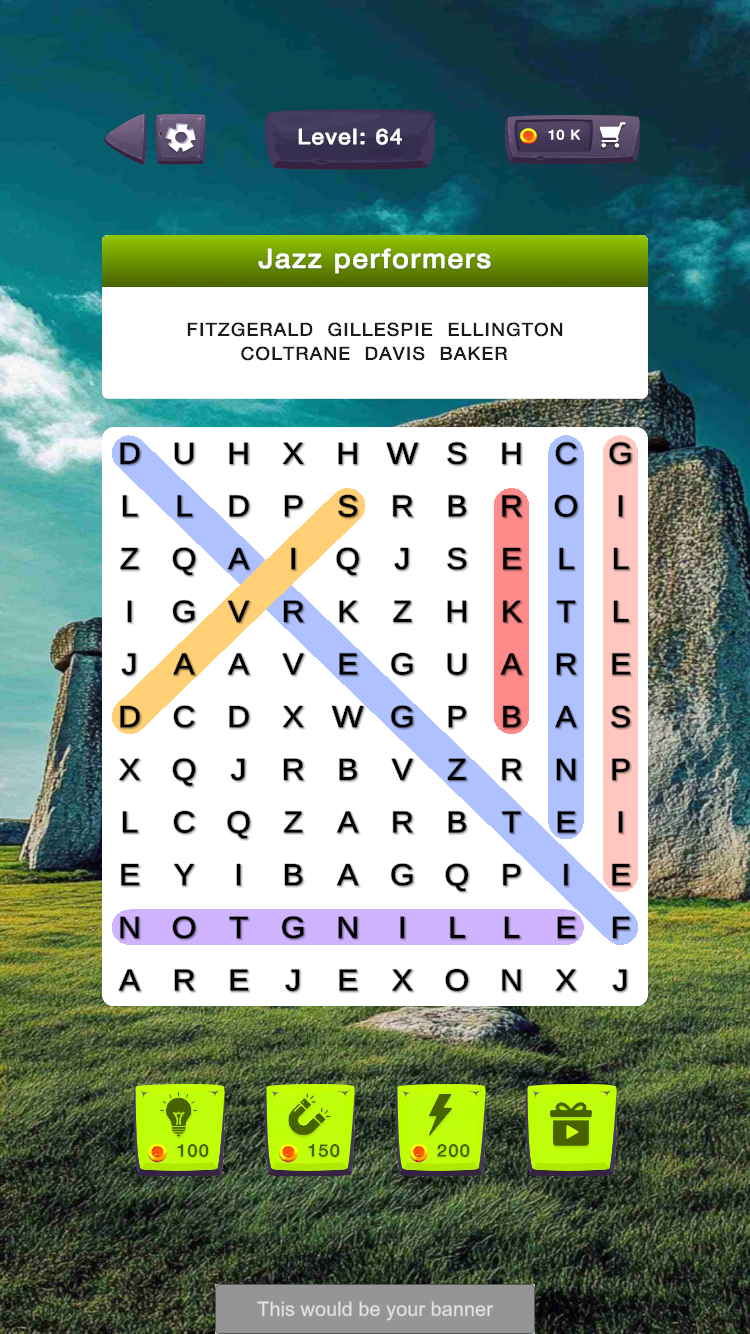 Level: 64
10 K
Jazz performers
FITZGERALD GILLESPIE ELLINGTON
COLTRANE DAVIS BAKER
D U H X H W S H C G
L L D P S R B R O I
Z Q A I Q J S E L L
I G V R K Z H K T L
J A A V E G U A R E
D C D X W G P B A S
X Q J R B V Z R N P
L C Q Z A R B T E I
E Y I B A G Q P I E
N O T G N I L L E F
A R E J E X O N X J
100 150 200
This would be your banner